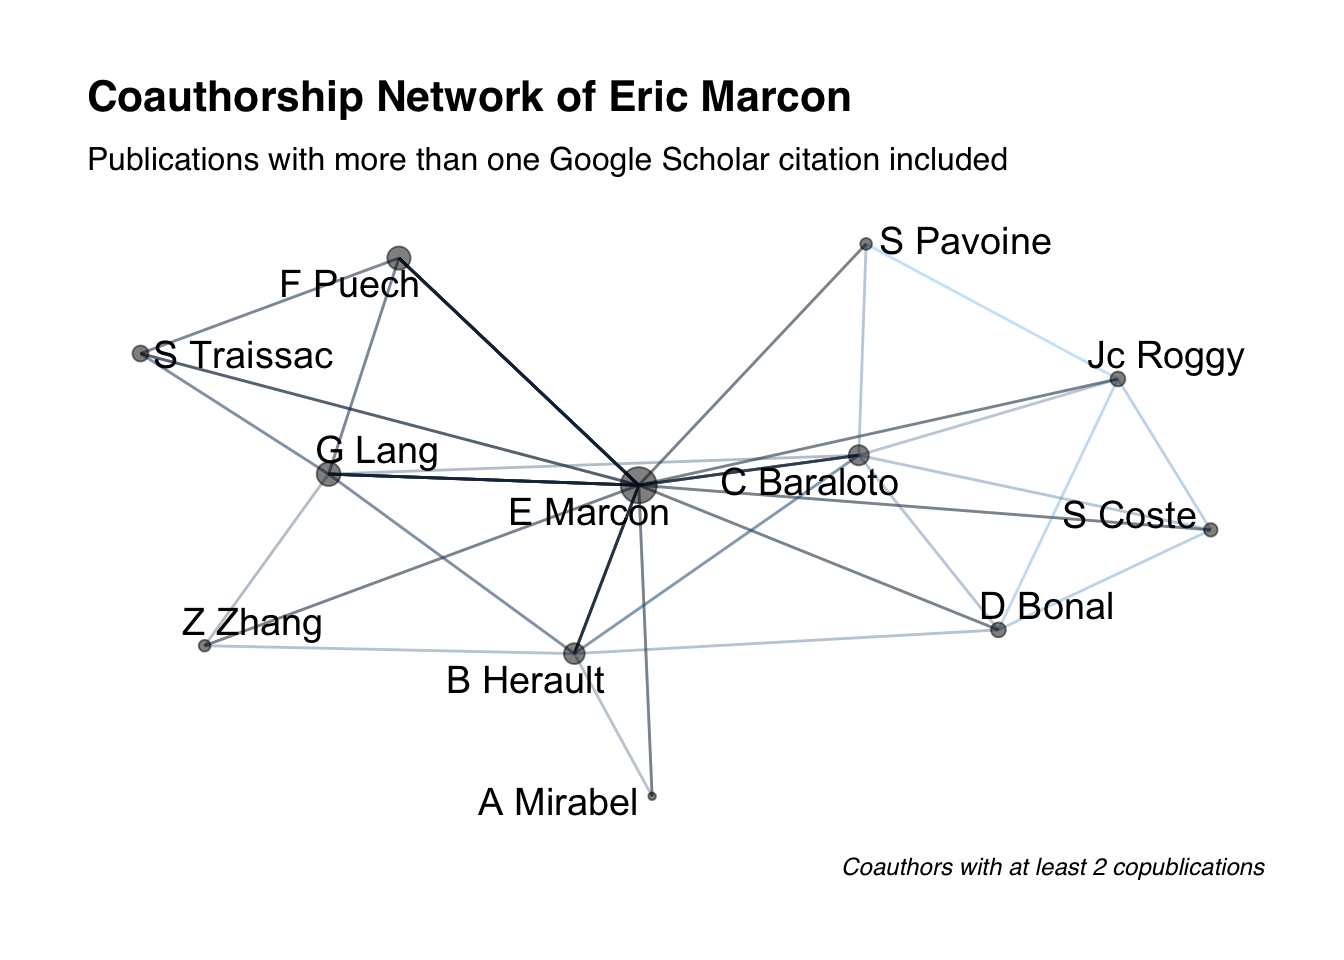 Coauthorship Network of Eric Marcon
Publications with more than one Google Scholar citation included
S Pavoine
F Puech
S Traissac
Jc Roggy
G Lang
C Baraloto
E Marcon
S Coste
D Bonal
Z Zhang
B Herault
A Mirabel
Coauthors with at least 2 copublications